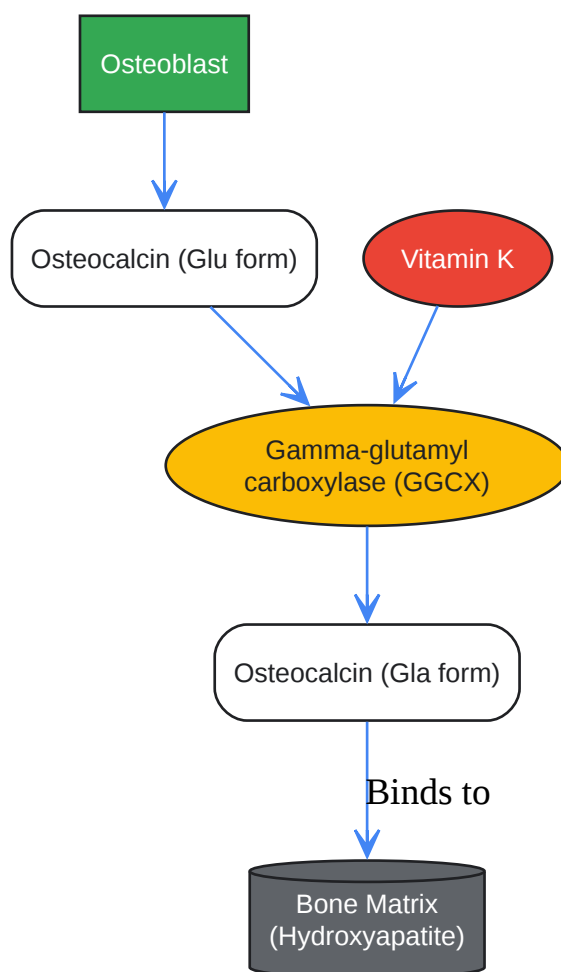 Osteoblast
Osteocalcin (Glu form)
Vitamin K
Gamma-glutamyl
carboxylase (GGCX)
Osteocalcin (Gla form)
Binds to
Bone Matrix
(Hydroxyapatite)